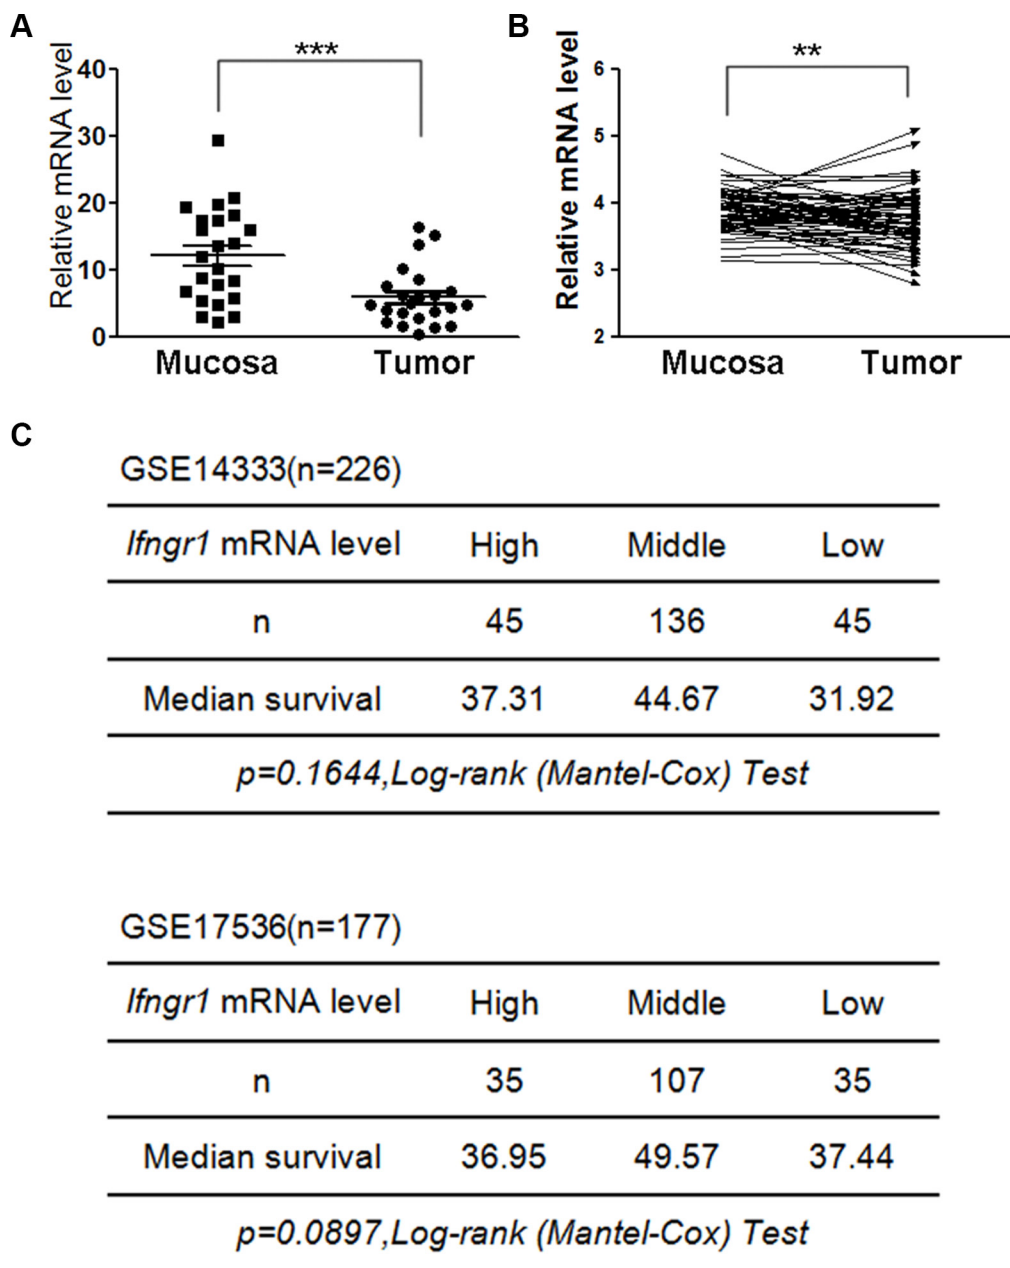 A
Relative mRNA level
***
40
30
20
10
0
Mucosa Tumor
B
Relative mRNA level
**
6
5
4
3
2
Mucosa Tumor
C
GSE14333(n=226)
Ifngr1 mRNA level High Middle Low
n 45 136 45
Median survival 37.31 44.67 31.92
p=0.1644,Log-rank (Mantel-Cox) Test
GSE17536(n=177)
Ifngr1 mRNA level High Middle Low
n 35 107 35
Median survival 36.95 49.57 37.44
p=0.0897,Log-rank (Mantel-Cox) Test